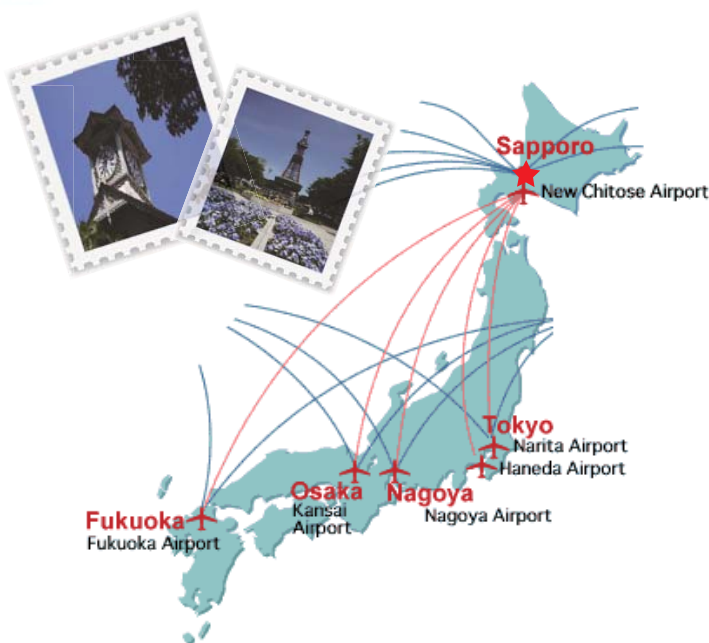 Sapporo
New Chitose Airport
Tokyo
Narita Airport
Haneda Airport
Osaka
Kansai
Airport
Nagoya
Nagoya Airport
Fukuoka
Fukuoka Airport